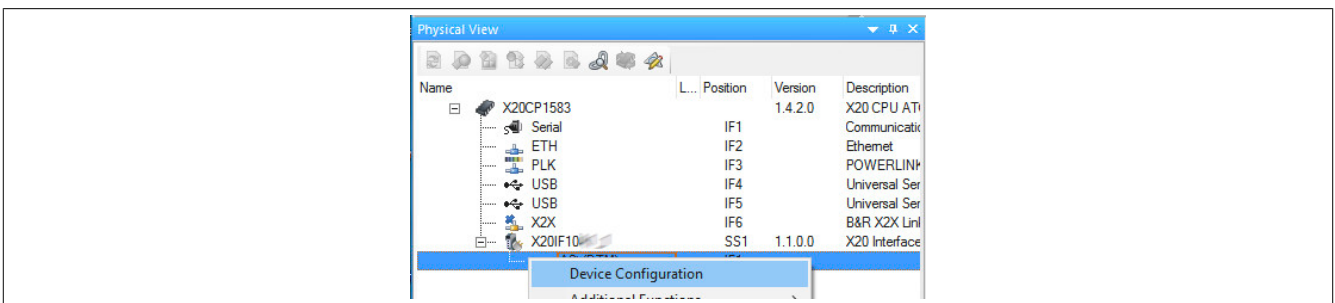 Physical View
Name L... Position Version Description
X20CP1583 1.4.2.0 X20 CPU AT
Serial IF1 Communicatio
ETH IF2 Ethernet
PLK IF3 POWERLINK
USB IF4 Universal Ser
USB IF5 Universal Ser
X2X IF6 B&R X2X Link
X20IF10 SS1 1.1.0.0 X20 Interface
Device Configuration
Additional Functions